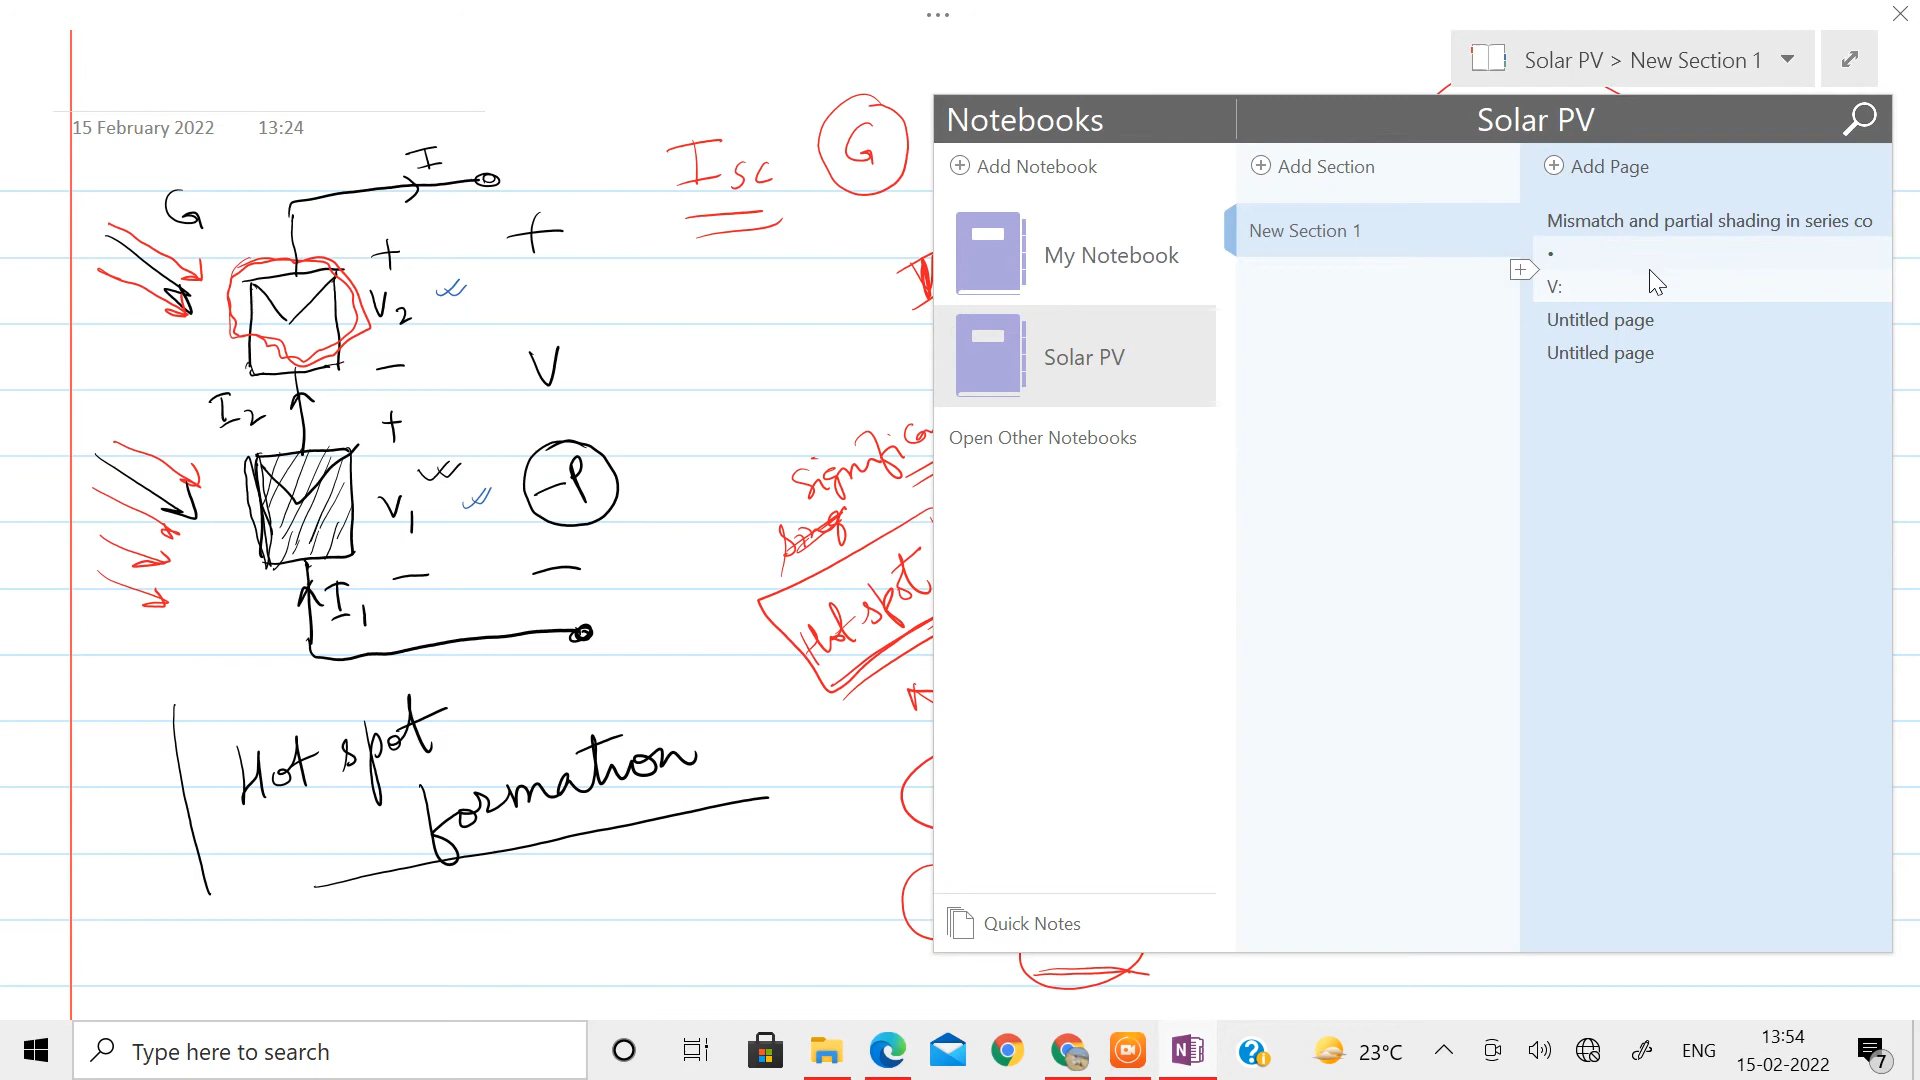 Solar PV > New Section 1
Notebooks
Solar PV
Add Notebook
Add Section
Add Page
My Notebook
Solar PV
Open Other Notebooks
Quick Notes
New Section 1
Mismatch and partial shading in series co
•
V:
Untitled page
Untitled page
15 February 2022 13:24
I
G
+
+
V2
-
I2
+
V1
-
I1
V
-P
-
Isc
G
Hot spot
Hot spot
formation
Type here to search
23°C
ENG
13:54
15-02-2022
7